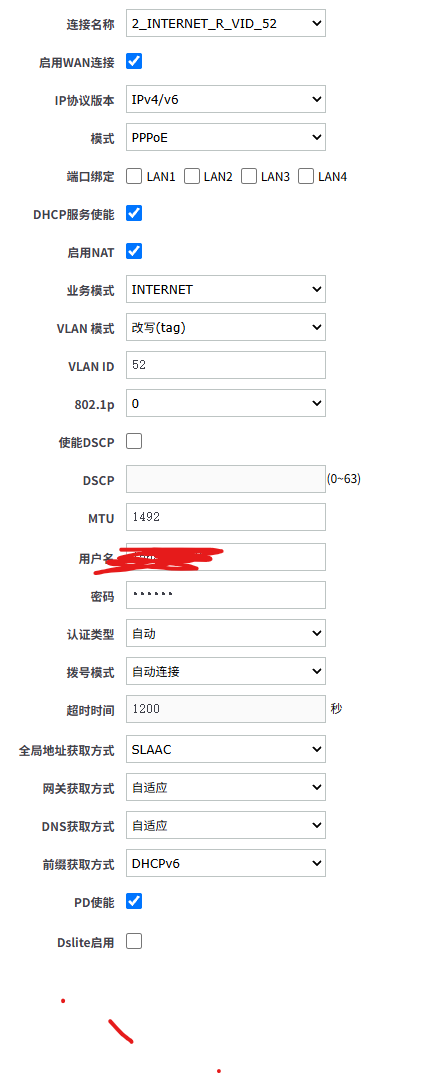 连接名称 2_INTERNET_R_VID_52
启用WAN连接
IP协议版本 IPv4/v6
模式 PPPoE
端口绑定 LAN1 LAN2 LAN3 LAN4
DHCP服务使能
启用NAT
业务模式 INTERNET
VLAN 模式 改写(tag)
VLAN ID 52
802.1p 0
使能DSCP
DSCP (0~63)
MTU 1492
用户名
密码 ••••••
认证类型 自动
拨号模式 自动连接
超时时间 1200 秒
全局地址获取方式 SLAAC
网关获取方式 自适应
DNS获取方式 自适应
前缀获取方式 DHCPv6
PD使能
Dslite启用